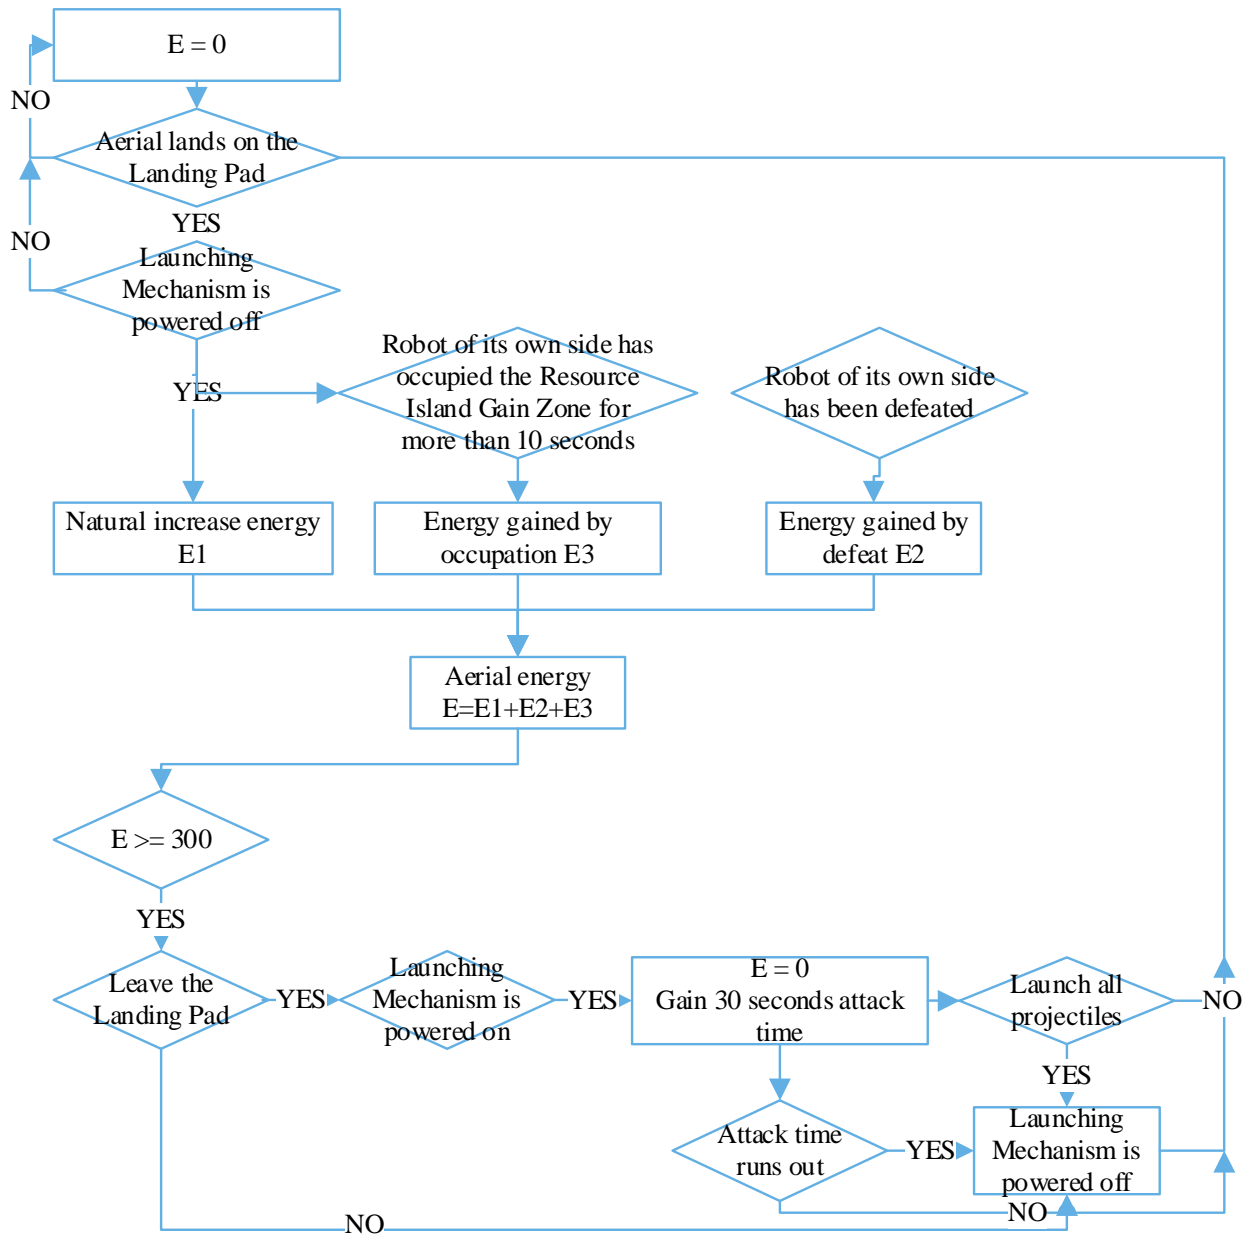 E = 0
NO
Aerial lands on the
Landing Pad
YES
NO
Launching
Mechanism is
powered off
YES
Robot of its own side has
occupied the Resource
Island Gain Zone for
more than 10 seconds
Robot of its own side
has been defeated
Natural increase energy
E1
Energy gained by
occupation E3
Energy gained by
defeat E2
Aerial energy
E=E1+E2+E3
E >= 300
YES
Leave the
Landing Pad
YES
Launching
Mechanism is
powered on
YES
E = 0
Gain 30 seconds attack
time
Launch all
projectiles
NO
YES
Attack time
runs out
YES
Launching
Mechanism is
powered off
NO
NO